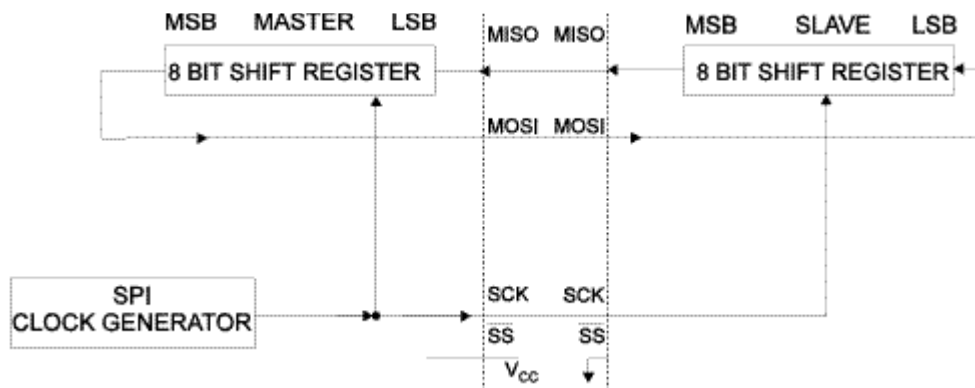 MSB MASTER LSB
MISO MISO
MSB SLAVE LSB
8 BIT SHIFT REGISTER
8 BIT SHIFT REGISTER
MOSI MOSI
SPI
CLOCK GENERATOR
SCK SCK
SS SS
VCC